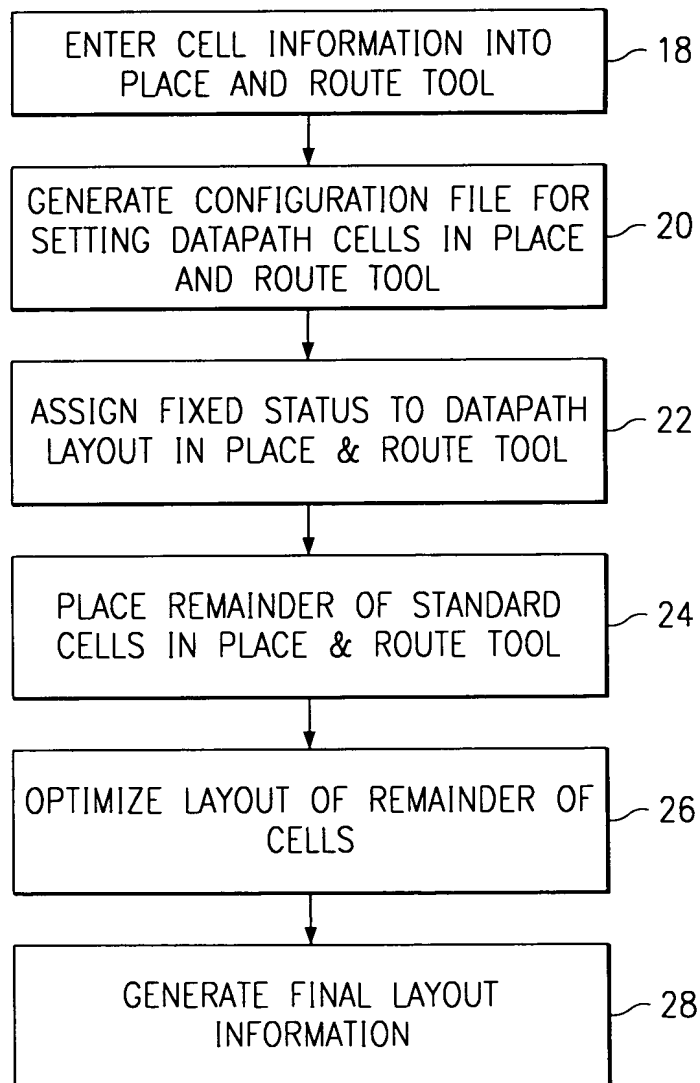 ENTER CELL INFORMATION INTO
PLACE AND ROUTE TOOL
18
GENERATE CONFIGURATION FILE FOR
SETTING DATAPATH CELLS IN PLACE
AND ROUTE TOOL
20
ASSIGN FIXED STATUS TO DATAPATH
LAYOUT IN PLACE & ROUTE TOOL
22
PLACE REMAINDER OF STANDARD
CELLS IN PLACE & ROUTE TOOL
24
OPTIMIZE LAYOUT OF REMAINDER OF
CELLS
26
GENERATE FINAL LAYOUT
INFORMATION
28